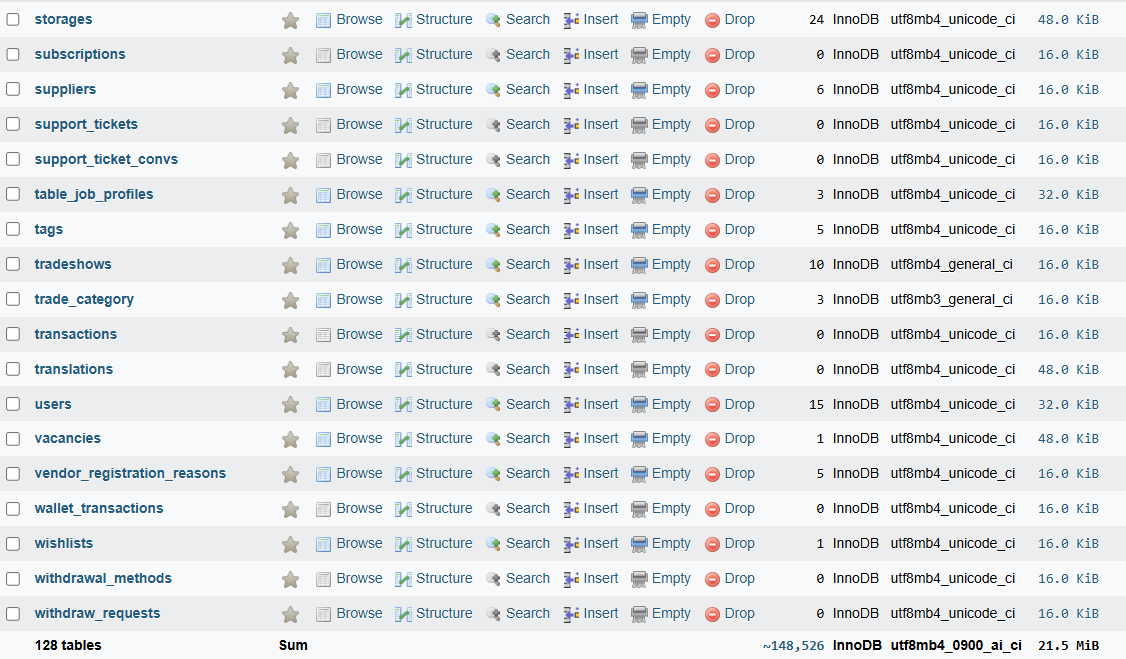 storages Browse Structure Search Insert Empty Drop 24 InnoDB utf8mb4_unicode_ci 48.0 KiB
subscriptions Browse Structure Search Insert Empty Drop 0 InnoDB utf8mb4_unicode_ci 16.0 KiB
suppliers Browse Structure Search Insert Empty Drop 6 InnoDB utf8mb4_unicode_ci 16.0 KiB
support_tickets Browse Structure Search Insert Empty Drop 0 InnoDB utf8mb4_unicode_ci 16.0 KiB
support_ticket_convs Browse Structure Search Insert Empty Drop 0 InnoDB utf8mb4_unicode_ci 16.0 KiB
table_job_profiles Browse Structure Search Insert Empty Drop 3 InnoDB utf8mb4_unicode_ci 32.0 KiB
tags Browse Structure Search Insert Empty Drop 5 InnoDB utf8mb4_unicode_ci 16.0 KiB
tradeshows Browse Structure Search Insert Empty Drop 10 InnoDB utf8mb4_general_ci 16.0 KiB
trade_category Browse Structure Search Insert Empty Drop 3 InnoDB utf8mb3_general_ci 16.0 KiB
transactions Browse Structure Search Insert Empty Drop 0 InnoDB utf8mb4_unicode_ci 16.0 KiB
translations Browse Structure Search Insert Empty Drop 0 InnoDB utf8mb4_unicode_ci 48.0 KiB
users Browse Structure Search Insert Empty Drop 15 InnoDB utf8mb4_unicode_ci 32.0 KiB
vacancies Browse Structure Search Insert Empty Drop 1 InnoDB utf8mb4_unicode_ci 48.0 KiB
vendor_registration_reasons Browse Structure Search Insert Empty Drop 5 InnoDB utf8mb4_unicode_ci 16.0 KiB
wallet_transactions Browse Structure Search Insert Empty Drop 0 InnoDB utf8mb4_unicode_ci 16.0 KiB
wishlists Browse Structure Search Insert Empty Drop 1 InnoDB utf8mb4_unicode_ci 16.0 KiB
withdrawal_methods Browse Structure Search Insert Empty Drop 0 InnoDB utf8mb4_unicode_ci 16.0 KiB
withdraw_requests Browse Structure Search Insert Empty Drop 0 InnoDB utf8mb4_unicode_ci 16.0 KiB
128 tables Sum ~148,526 InnoDB utf8mb4_0900_ai_ci 21.5 MiB